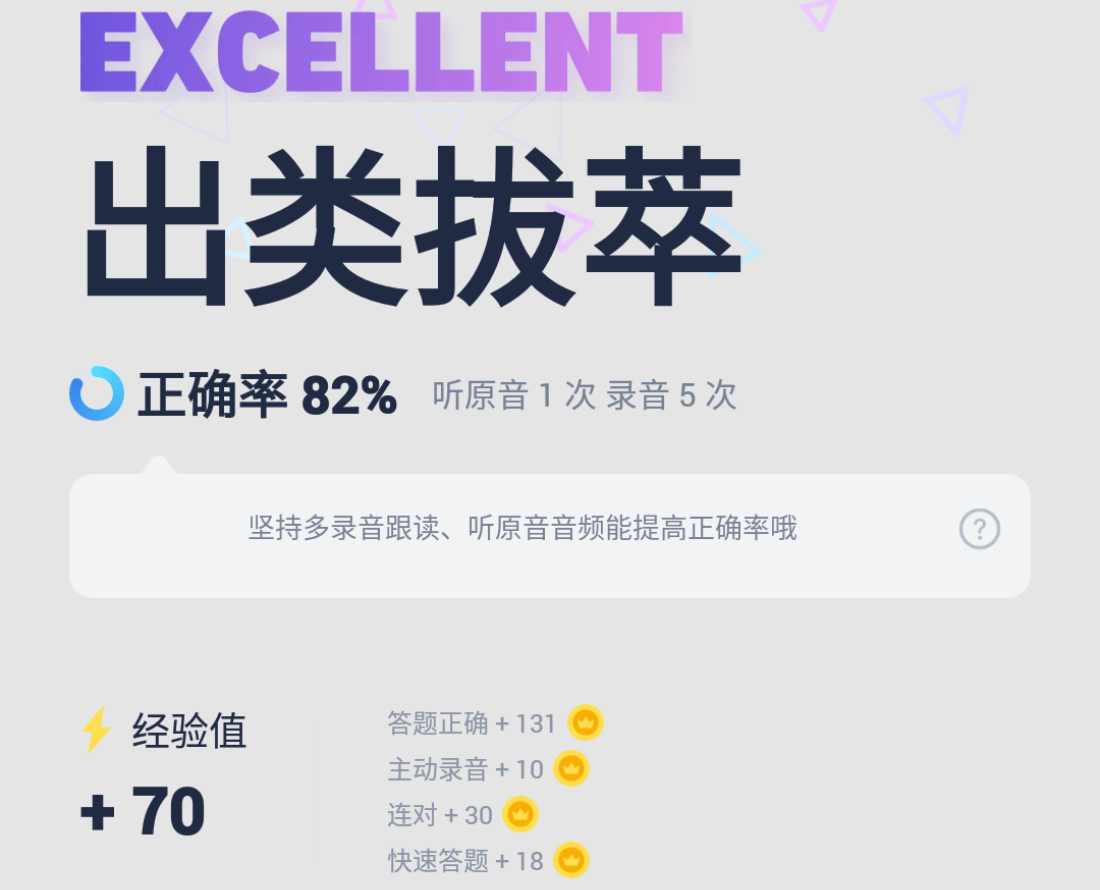 EXCELLENT
出类拔萃
正确率 82% 听原音 1 次 录音 5 次
坚持多录音跟读、听原音音频能提高正确率哦
?
经验值
+ 70
答题正确 + 131
主动录音 + 10
连对 + 30
快速答题 + 18